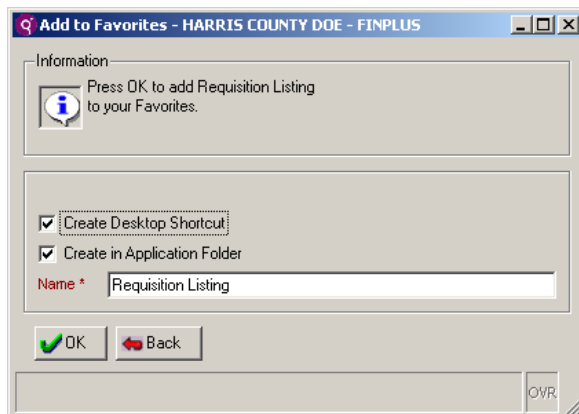 Add to Favorites - HARRIS COUNTY DOE - FINPLUS
Information
Press OK to add Requisition Listing
to your Favorites.
Create Desktop Shortcut
Create in Application Folder
Name * Requisition Listing
OK Back
OVR